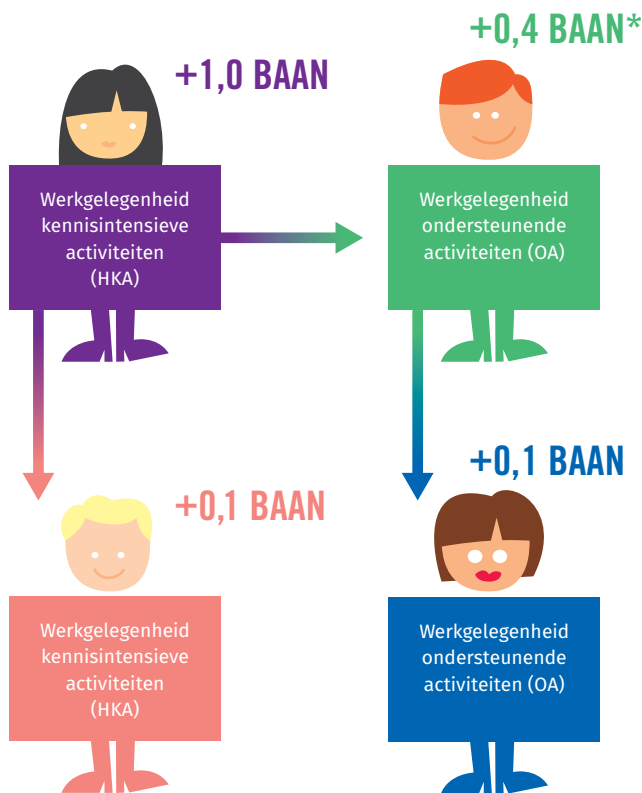 +1,0 BAAN
Werkgelegenheid
kennisintensieve
activiteiten
(HKA)
+0,4 BAAN*
Werkgelegenheid
ondersteunende
activiteiten (OA)
+0,1 BAAN
Werkgelegenheid
kennisintensieve
activiteiten
(HKA)
+0,1 BAAN
Werkgelegenheid
ondersteunende
activiteiten (OA)